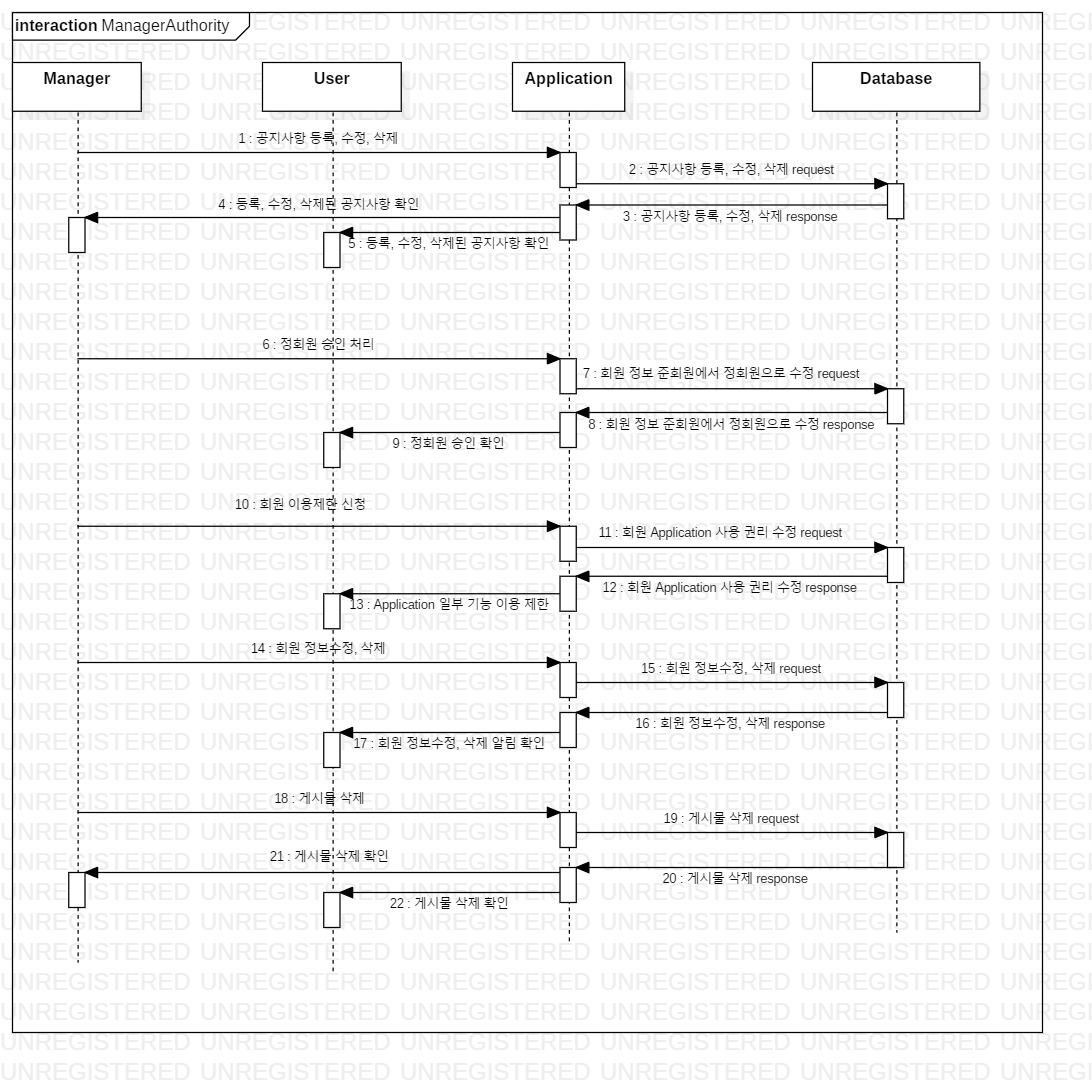 interaction ManagerAuthority
Manager
User
Application
Database
1 : 공지사항 등록, 수정, 삭제
2 : 공지사항 등록, 수정, 삭제 request
3 : 공지사항 등록, 수정, 삭제 response
4 : 등록, 수정, 삭제된 공지사항 확인
5 : 등록, 수정, 삭제된 공지사항 확인
6 : 정회원 승인 처리
7 : 회원 정보 준회원에서 정회원으로 수정 request
8 : 회원 정보 준회원에서 정회원으로 수정 response
9 : 정회원 승인 확인
10 : 회원 이용제한 신청
11 : 회원 Application 사용 권리 수정 request
12 : 회원 Application 사용 권리 수정 response
13 : Application 일부 기능 이용 제한
14 : 회원 정보수정, 삭제
15 : 회원 정보수정, 삭제 request
16 : 회원 정보수정, 삭제 response
17 : 회원 정보수정, 삭제 알림 확인
18 : 게시물 삭제
19 : 게시물 삭제 request
20 : 게시물 삭제 response
21 : 게시물 삭제 확인
22 : 게시물 삭제 확인
UNREGISTERED